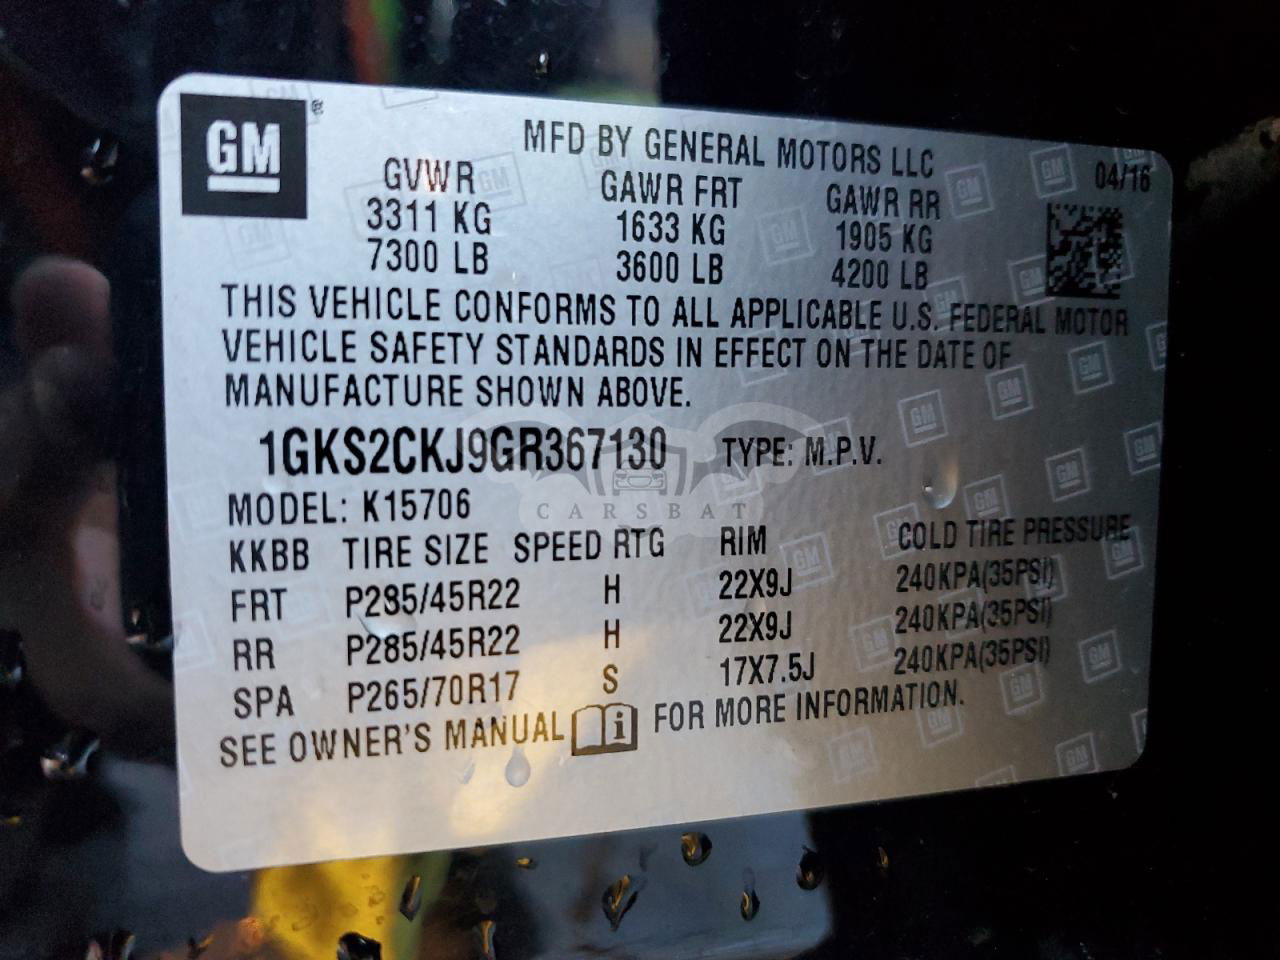 GM ®
MFD BY GENERAL MOTORS LLC
04/16
GVWR GAWR FRT GAWR RR
3311 KG 1633 KG 1905 KG
7300 LB 3600 LB 4200 LB
THIS VEHICLE CONFORMS TO ALL APPLICABLE U.S. FEDERAL MOTOR
VEHICLE SAFETY STANDARDS IN EFFECT ON THE DATE OF
MANUFACTURE SHOWN ABOVE.
1GKS2CKJ9GR367130 TYPE: M.P.V.
CARSBAT
MODEL: K15706
KKBB TIRE SIZE SPEED RTG RIM COLD TIRE PRESSURE
FRT P285/45R22 H 22X9J 240KPA(35PSI)
RR P285/45R22 H 22X9J 240KPA(35PSI)
SPA P265/70R17 S 17X7.5J 240KPA(35PSI)
SEE OWNER'S MANUAL i FOR MORE INFORMATION.